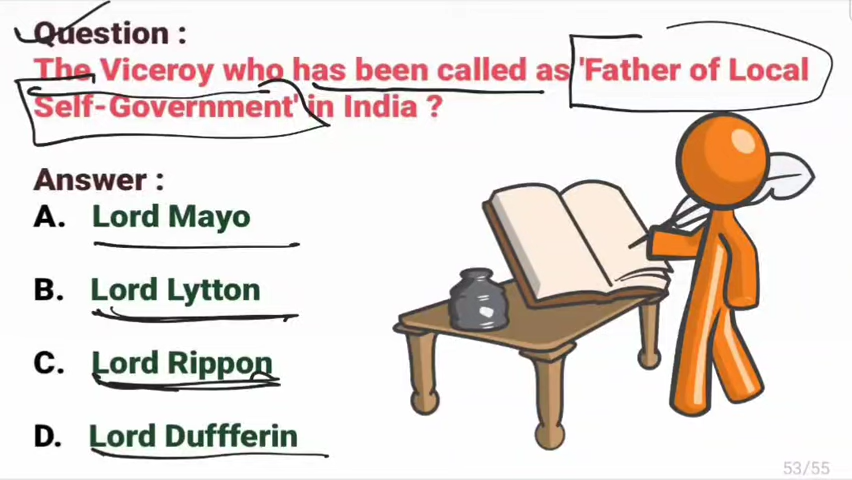 Question :
The Viceroy who has been called as 'Father of Local
Self-Government' in India ?
Answer :
A. Lord Mayo
B. Lord Lytton
C. Lord Rippon
D. Lord Duffferin
53/55